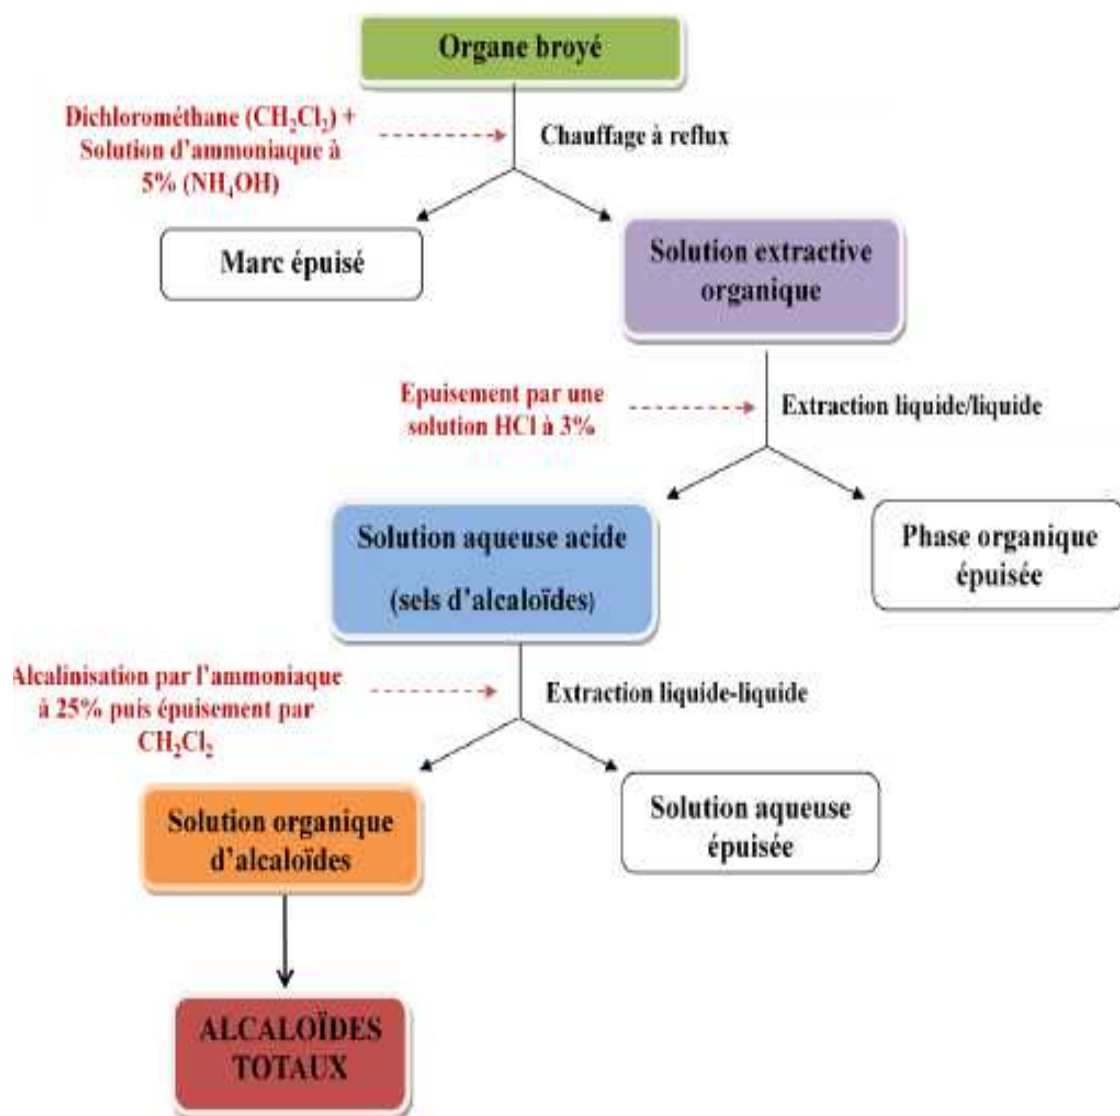 Organe broyé
Dichlorométhane (CH₂Cl₂) +
Solution d'ammoniaque à
5% (NH₄OH)
Chauffage à reflux
Marc épuisé
Solution extractive
organique
Epuisement par une
solution HCl à 3%
Extraction liquide/liquide
Solution aqueuse acide
(sels d'alcaloïdes)
Phase organique
épuisée
Alcalinisation par l'ammoniaque
à 25% puis épuisement par
CH₂Cl₂
Extraction liquide-liquide
Solution organique
d'alcaloïdes
Solution aqueuse
épuisée
ALCALOÏDES
TOTAUX